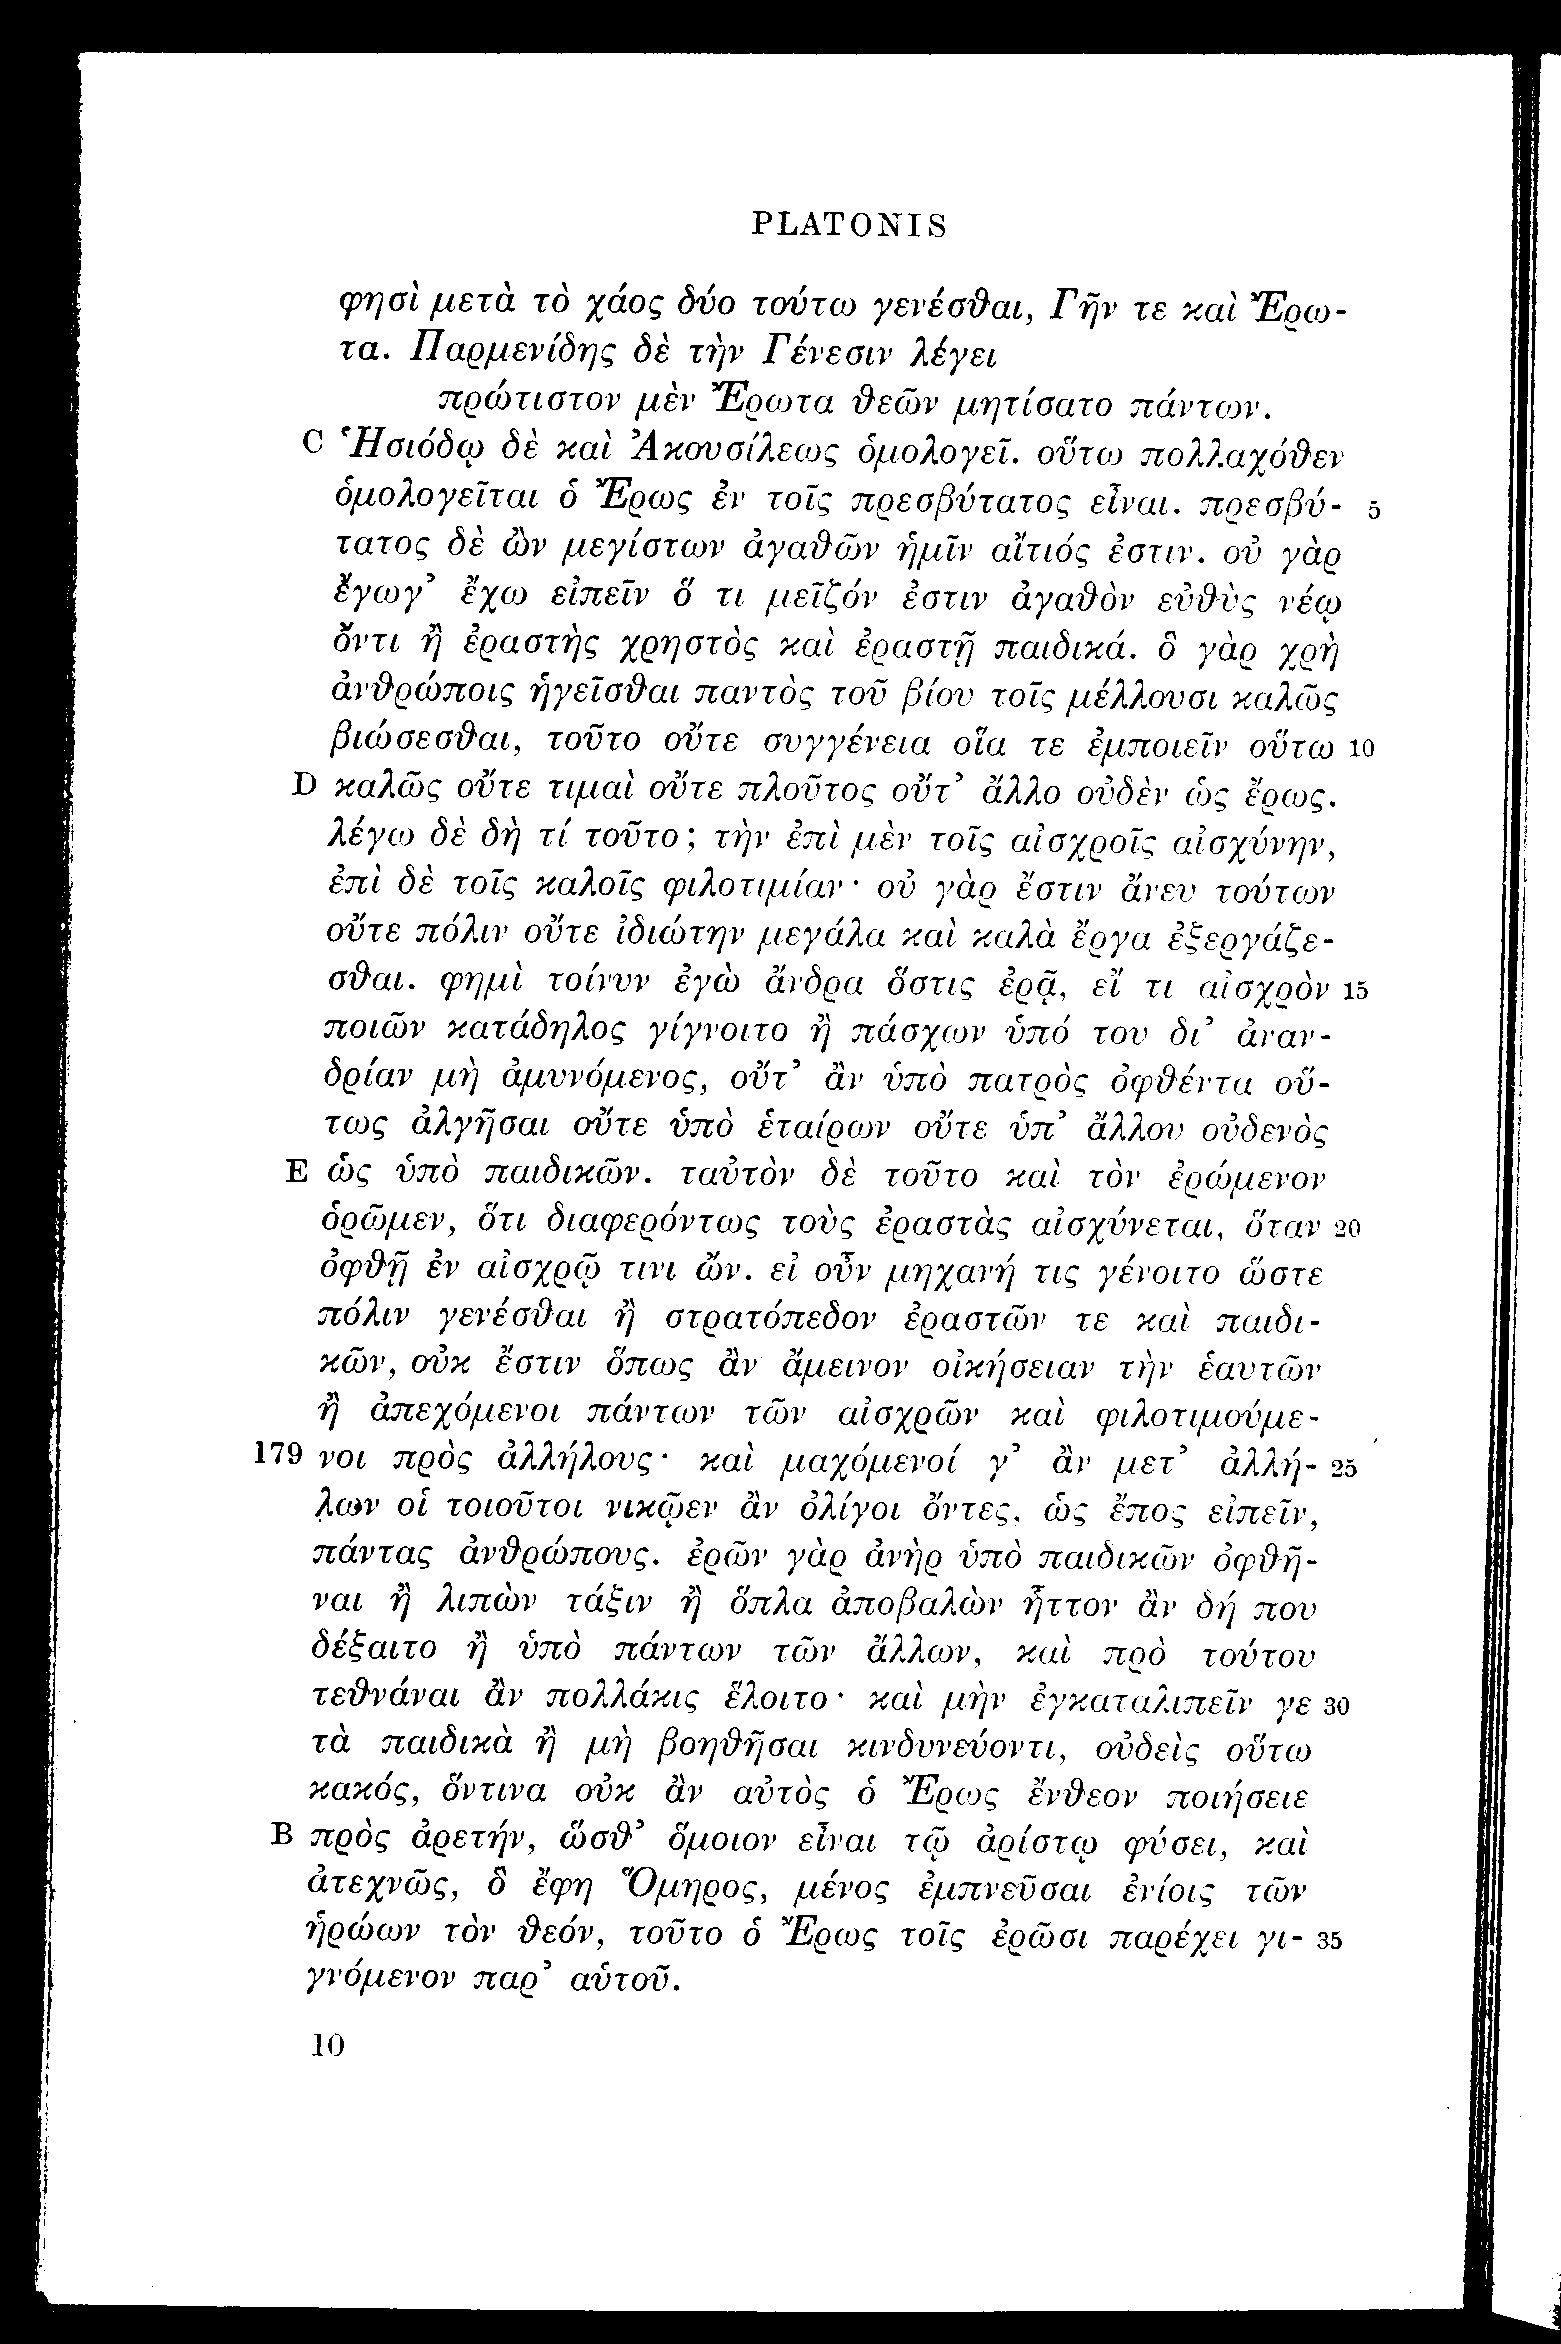 PLATONIS
φησὶ μετὰ τὸ χάος δύο τούτω γενέσθαι, Γῆν τε καὶ Ἔρω-
τα. Παρμενίδης δὲ τὴν Γένεσιν λέγει
πρώτιστον μὲν Ἔρωτα θεῶν μητίσατο πάντων.
C Ἡσιόδῳ δὲ καὶ Ἀκουσίλεως ὁμολογεῖ. οὕτω πολλαχόθεν
ὁμολογεῖται ὁ Ἔρως ἐν τοῖς πρεσβύτατος εἶναι. πρεσβύ- 5
τατος δὲ ὢν μεγίστων ἀγαθῶν ἡμῖν αἴτιός ἐστιν. οὐ γὰρ
ἔγωγ’ ἔχω εἰπεῖν ὅ τι μεῖζόν ἐστιν ἀγαθὸν εὐθὺς νέῳ
ὄντι ἢ ἐραστὴς χρηστὸς καὶ ἐραστῇ παιδικά. ὃ γὰρ χρὴ
ἀνθρώποις ἡγεῖσθαι παντὸς τοῦ βίου τοῖς μέλλουσι καλῶς
βιώσεσθαι, τοῦτο οὔτε συγγένεια οἵα τε ἐμποιεῖν οὕτω 10
D καλῶς οὔτε τιμαὶ οὔτε πλοῦτος οὔτ’ ἄλλο οὐδὲν ὡς ἔρως.
λέγω δὲ δὴ τί τοῦτο; τὴν ἐπὶ μὲν τοῖς αἰσχροῖς αἰσχύνην,
ἐπὶ δὲ τοῖς καλοῖς φιλοτιμίαν· οὐ γὰρ ἔστιν ἄνευ τούτων
οὔτε πόλιν οὔτε ἰδιώτην μεγάλα καὶ καλὰ ἔργα ἐξεργάζε-
σθαι. φημὶ τοίνυν ἐγὼ ἄνδρα ὅστις ἐρᾷ, εἴ τι αἰσχρὸν 15
ποιῶν κατάδηλος γίγνοιτο ἢ πάσχων ὑπό του δι’ ἀναν-
δρίαν μὴ ἀμυνόμενος, οὔτ’ ἂν ὑπὸ πατρὸς ὀφθέντα οὕ-
τως ἀλγῆσαι οὔτε ὑπὸ ἑταίρων οὔτε ὑπ’ ἄλλου οὐδενὸς
E ὡς ὑπὸ παιδικῶν. ταὐτὸν δὲ τοῦτο καὶ τὸν ἐρώμενον
ὁρῶμεν, ὅτι διαφερόντως τοὺς ἐραστὰς αἰσχύνεται, ὅταν 20
ὀφθῇ ἐν αἰσχρῷ τινι ὤν. εἰ οὖν μηχανή τις γένοιτο ὥστε
πόλιν γενέσθαι ἢ στρατόπεδον ἐραστῶν τε καὶ παιδι-
κῶν, οὐκ ἔστιν ὅπως ἂν ἄμεινον οἰκήσειαν τὴν ἑαυτῶν
ἢ ἀπεχόμενοι πάντων τῶν αἰσχρῶν καὶ φιλοτιμούμε-
179 νοι πρὸς ἀλλήλους· καὶ μαχόμενοί γ’ ἂν μετ’ ἀλλή- 25
λων οἱ τοιοῦτοι νικῷεν ἂν ὀλίγοι ὄντες, ὡς ἔπος εἰπεῖν,
πάντας ἀνθρώπους. ἐρῶν γὰρ ἀνὴρ ὑπὸ παιδικῶν ὀφθῆ-
ναι ἢ λιπὼν τάξιν ἢ ὅπλα ἀποβαλὼν ἧττον ἂν δή που
δέξαιτο ἢ ὑπὸ πάντων τῶν ἄλλων, καὶ πρὸ τούτου
τεθνάναι ἂν πολλάκις ἕλοιτο· καὶ μὴν ἐγκαταλιπεῖν γε 30
τὰ παιδικὰ ἢ μὴ βοηθῆσαι κινδυνεύοντι, οὐδεὶς οὕτω
κακός, ὅντινα οὐκ ἂν αὐτὸς ὁ Ἔρως ἔνθεον ποιήσειε
B πρὸς ἀρετήν, ὥσθ’ ὅμοιον εἶναι τῷ ἀρίστῳ φύσει, καὶ
ἀτεχνῶς, ὃ ἔφη Ὅμηρος, μένος ἐμπνεῦσαι ἐνίοις τῶν
ἡρώων τὸν θεόν, τοῦτο ὁ Ἔρως τοῖς ἐρῶσι παρέχει γι- 35
γνόμενον παρ’ αὑτοῦ.
10